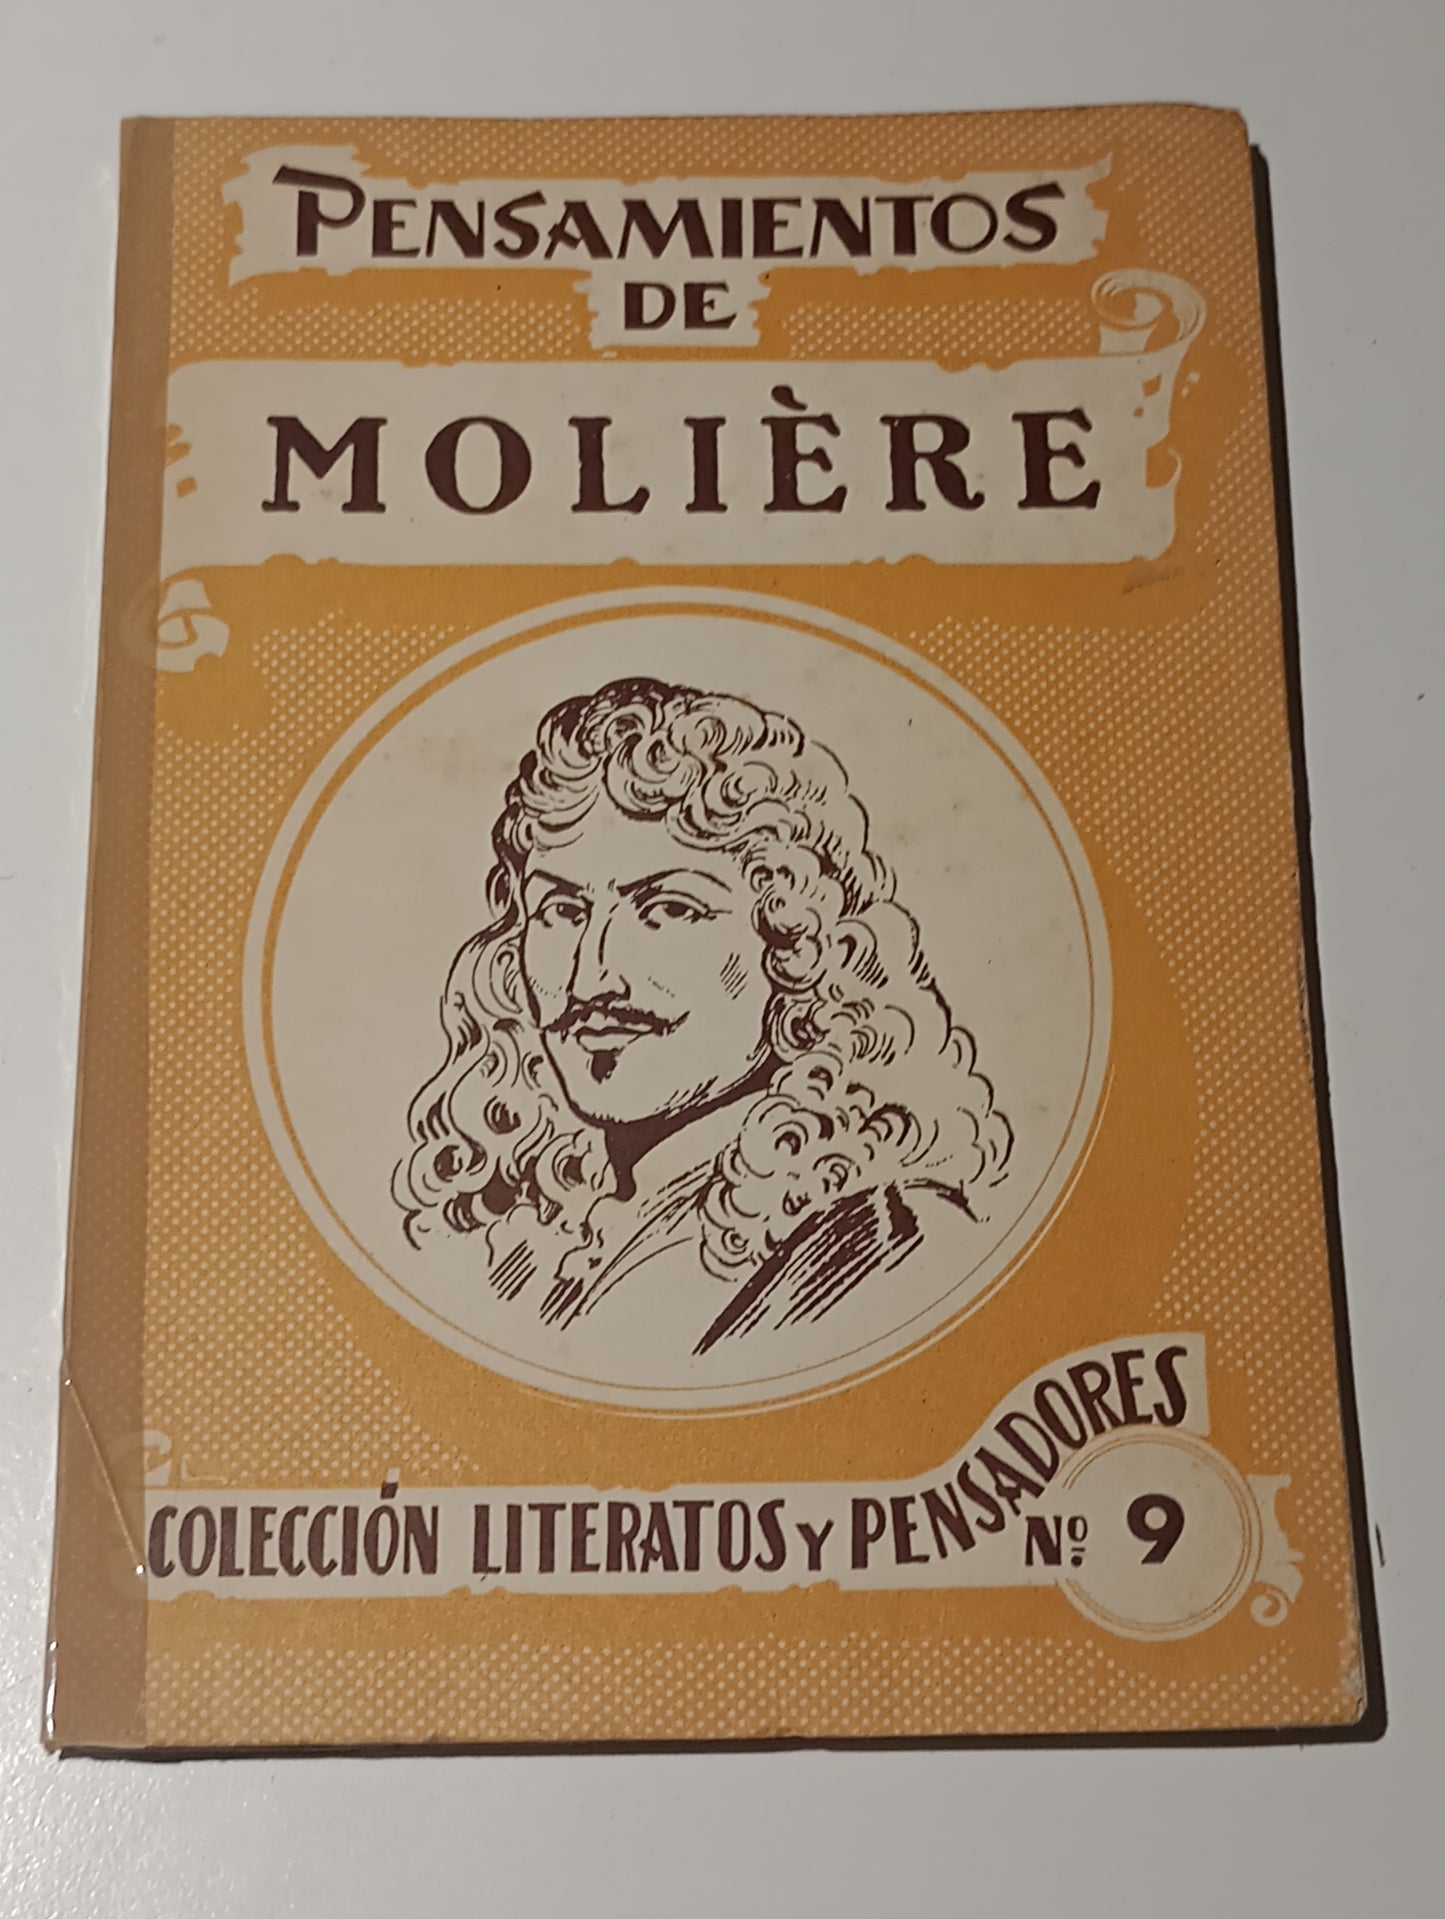 PENSAMIENTOS
DE
MOLIÈRE
COLECCIÓN LITERATOS Y PENSADORES
Nº 9